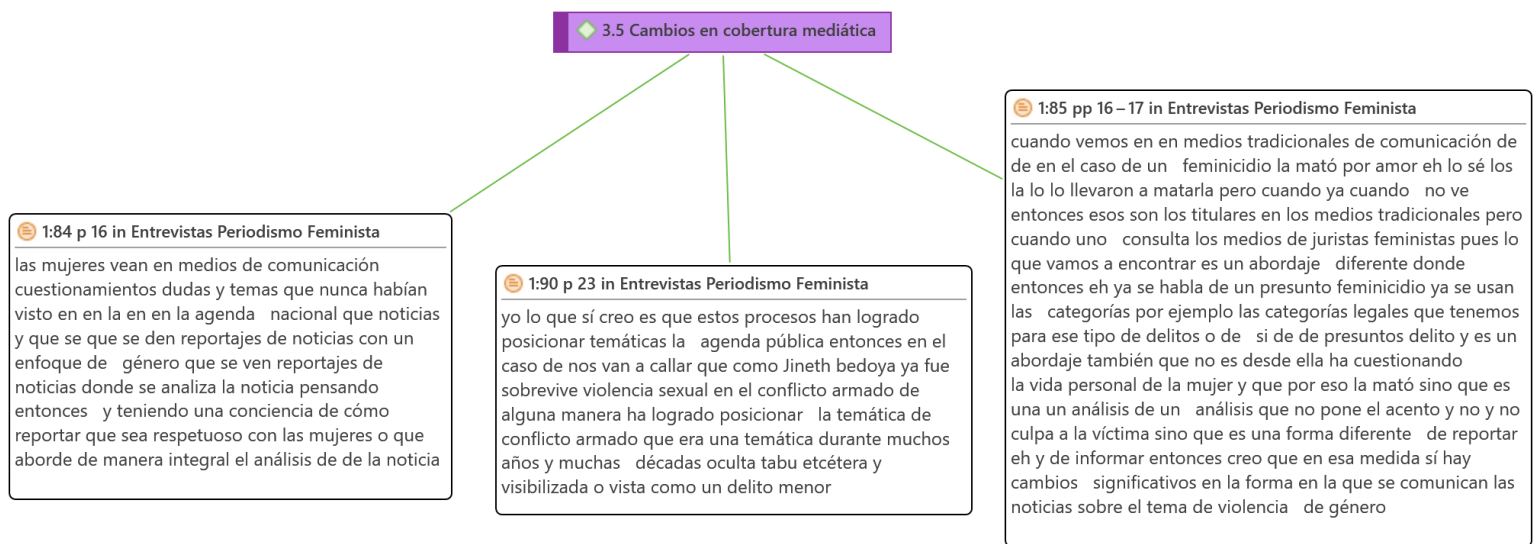 3.5 Cambios en cobertura mediática
1:84 p 16 in Entrevistas Periodismo Feminista
las mujeres vean en medios de comunicación
cuestionamientos dudas y temas que nunca habían
visto en en la en en la agenda nacional que noticias
y que se que se den reportajes de noticias con un
enfoque de género que se ven reportajes de
noticias donde se analiza la noticia pensando
entonces y teniendo una conciencia de cómo
reportar que sea respetuoso con las mujeres o que
aborde de manera integral el análisis de de la noticia
1:90 p 23 in Entrevistas Periodismo Feminista
yo lo que sí creo es que estos procesos han logrado
posicionar temáticas la agenda pública entonces en el
caso de nos van a callar que como Jineth bedoya ya fue
sobrevive violencia sexual en el conflicto armado de
alguna manera ha logrado posicionar la temática de
conflicto armado que era una temática durante muchos
años y muchas décadas oculta tabu etcétera y
visibilizada o vista como un delito menor
1:85 pp 16 – 17 in Entrevistas Periodismo Feminista
cuando vemos en en medios tradicionales de comunicación de
de en el caso de un feminicidio la mató por amor eh lo sé los
la lo lo llevaron a matarla pero cuando ya cuando no ve
entonces esos son los titulares en los medios tradicionales pero
cuando uno consulta los medios de juristas feministas pues lo
que vamos a encontrar es un abordaje diferente donde
entonces eh ya se habla de un presunto feminicidio ya se usan
las categorías por ejemplo las categorías legales que tenemos
para ese tipo de delitos o de si de de presuntos delito y es un
abordaje también que no es desde ella ha cuestionando
la vida personal de la mujer y que por eso la mató sino que es
una un análisis de un análisis que no pone el acento y no y no
culpa a la víctima sino que es una forma diferente de reportar
eh y de informar entonces creo que en esa medida sí hay
cambios significativos en la forma en la que se comunican las
noticias sobre el tema de violencia de género